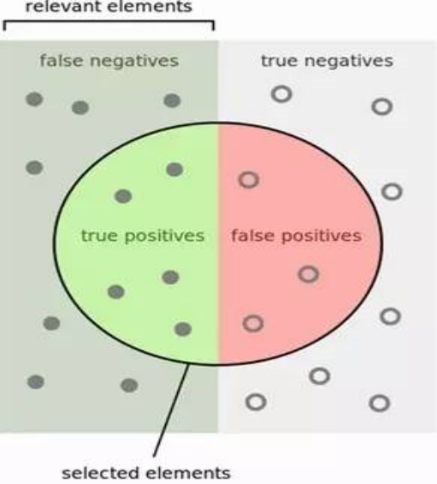 relevant elements
false negatives
true negatives
true positives
false positives
selected elements